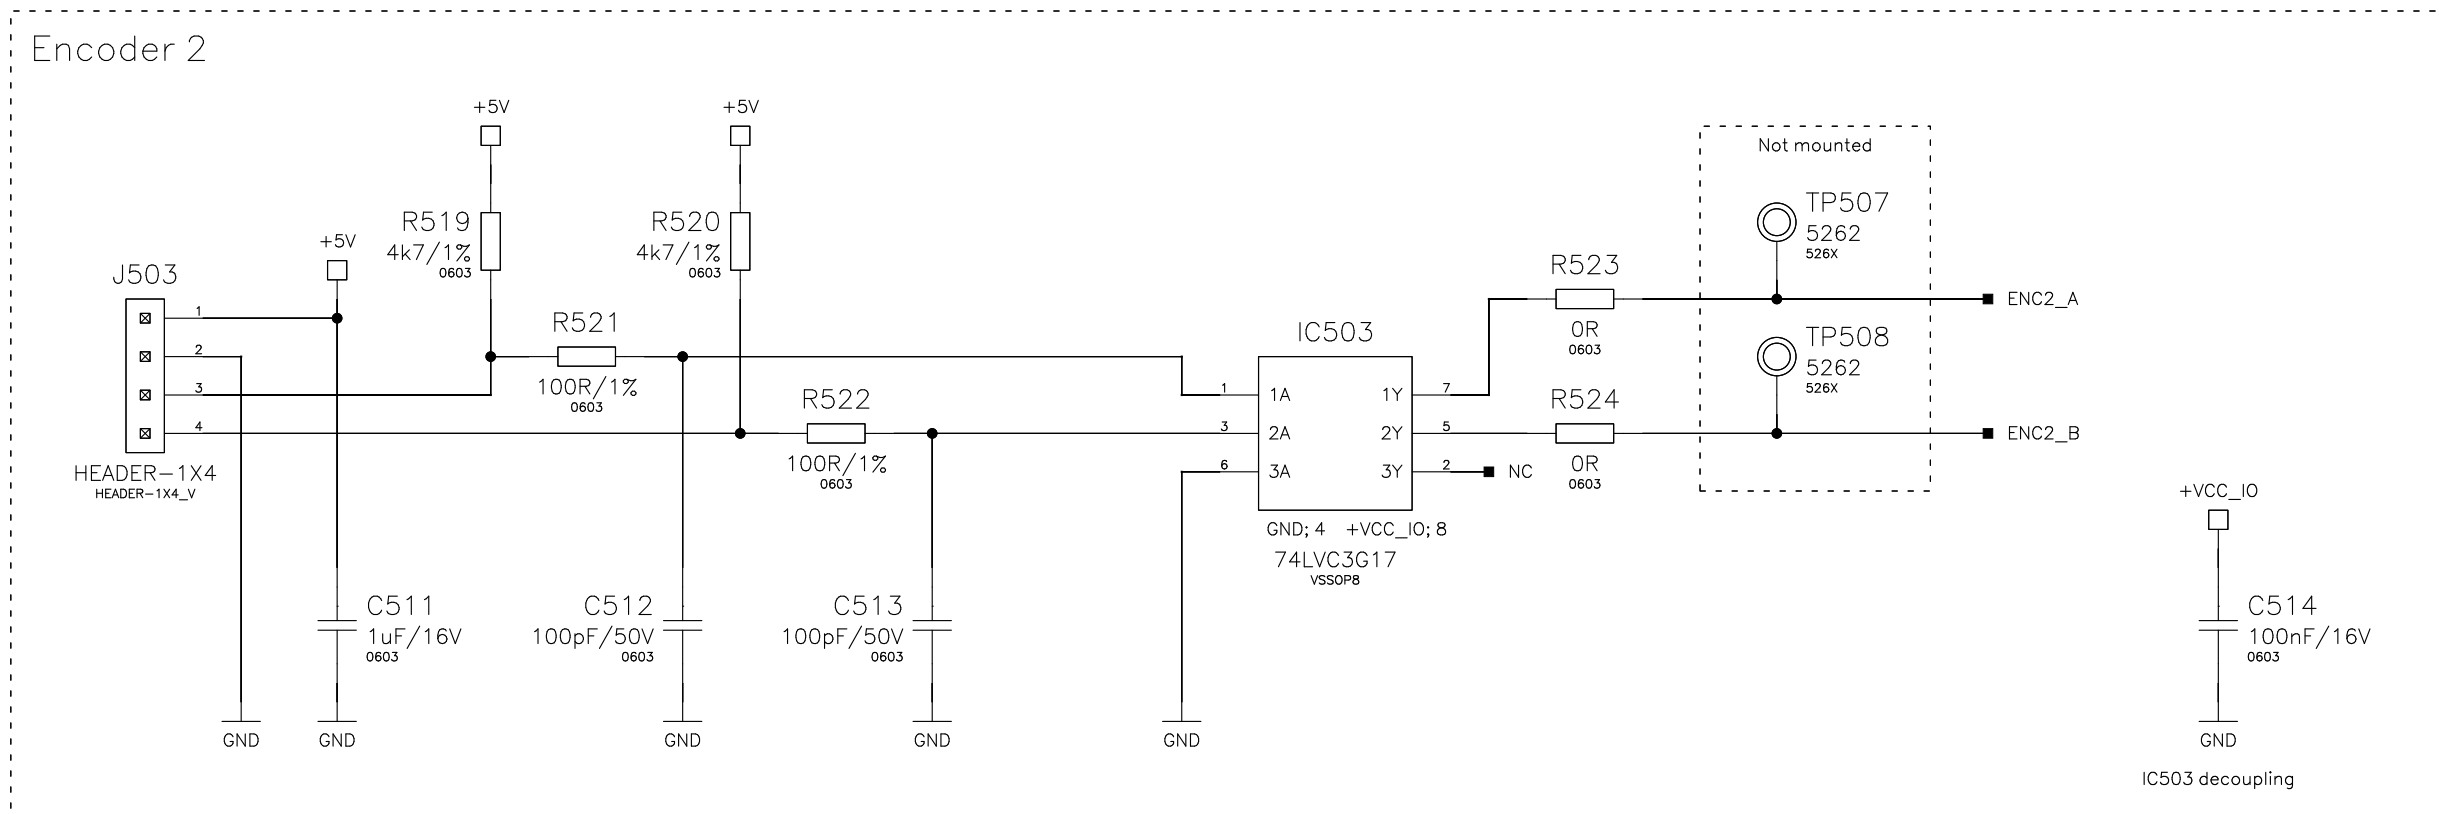 Encoder 2
+5V
+5V
R519
4k7/1%
0603
R520
4k7/1%
0603
+5V
J503
1
2
3
4
HEADER-1X4
HEADER-1X4_V
R521
100R/1%
0603
R522
100R/1%
0603
IC503
1
1A
1Y
7
3
2A
2Y
5
6
3A
3Y
2
NC
GND; 4
+VCC_IO; 8
74LVC3G17
VSSOP8
R523
0R
0603
R524
0R
0603
Not mounted
TP507
5262
526X
TP508
5262
526X
ENC2_A
ENC2_B
C511
1uF/16V
0603
C512
100pF/50V
0603
C513
100pF/50V
0603
+VCC_IO
C514
100nF/16V
0603
GND
GND
GND
GND
GND
GND
IC503 decoupling